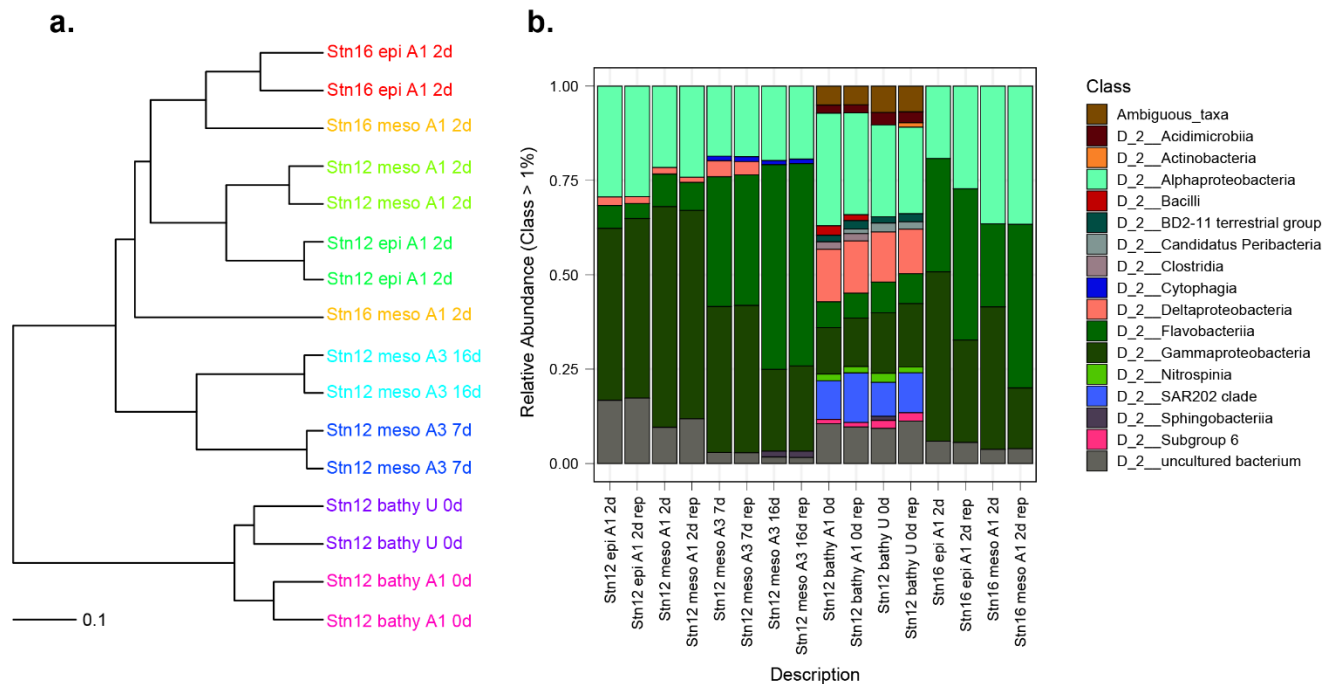 a.
Stn16 epi A1 2d
Stn16 epi A1 2d
Stn16 meso A1 2d
Stn12 meso A1 2d
Stn12 meso A1 2d
Stn12 epi A1 2d
Stn12 epi A1 2d
Stn16 meso A1 2d
Stn12 meso A3 16d
Stn12 meso A3 16d
Stn12 meso A3 7d
Stn12 meso A3 7d
Stn12 bathy U 0d
Stn12 bathy U 0d
Stn12 bathy A1 0d
Stn12 bathy A1 0d
0.1
b.
Relative Abundance (Class > 1%)
1.00
0.75
0.50
0.25
0.00
Stn12 epi A1 2d
Stn12 epi A1 2d rep
Stn12 meso A1 2d
Stn12 meso A1 2d rep
Stn12 meso A3 7d
Stn12 meso A3 7d rep
Stn12 meso A3 16d
Stn12 meso A3 16d rep
Stn12 bathy A1 0d
Stn12 bathy A1 0d rep
Stn12 bathy U 0d
Stn12 bathy U 0d rep
Stn16 epi A1 2d
Stn16 epi A1 2d rep
Stn16 meso A1 2d
Stn16 meso A1 2d rep
Description
Class
Ambiguous_taxa
D_2__Acidimicrobiia
D_2__Actinobacteria
D_2__Alphaproteobacteria
D_2__Bacilli
D_2__BD2-11 terrestrial group
D_2__Candidatus Peribacteria
D_2__Clostridia
D_2__Cytophagia
D_2__Deltaproteobacteria
D_2__Flavobacteriia
D_2__Gammaproteobacteria
D_2__Nitrospinia
D_2__SAR202 clade
D_2__Sphingobacteriia
D_2__Subgroup 6
D_2__uncultured bacterium